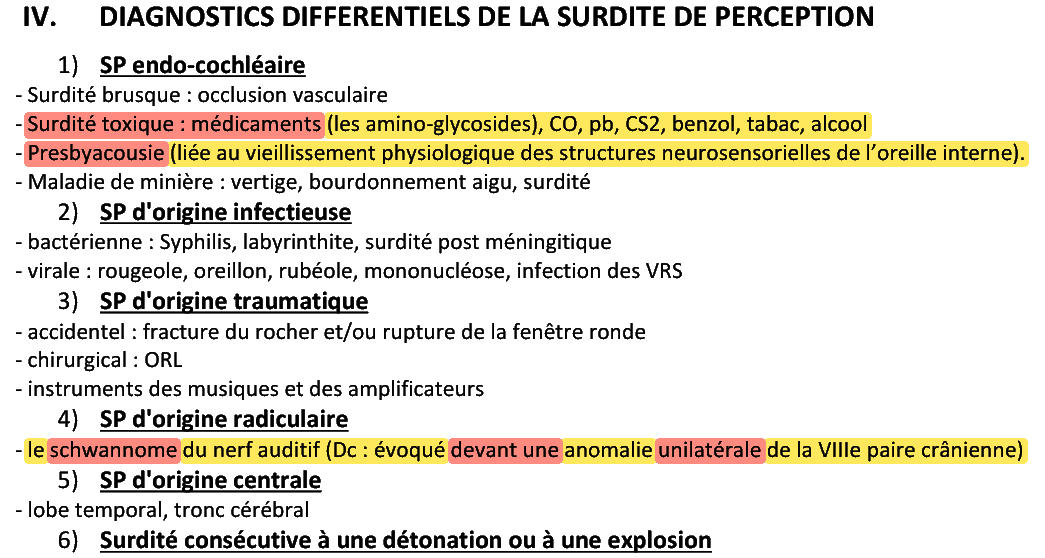 IV. DIAGNOSTICS DIFFERENTIELS DE LA SURDITE DE PERCEPTION
1) SP endo-cochléaire
- Surdité brusque : occlusion vasculaire
- Surdité toxique : médicaments (les amino-glycosides), CO, pb, CS2, benzol, tabac, alcool
- Presbyacousie (liée au vieillissement physiologique des structures neurosensorielles de l’oreille interne).
- Maladie de minière : vertige, bourdonnement aigu, surdité
2) SP d'origine infectieuse
- bactérienne : Syphilis, labyrinthite, surdité post méningitique
- virale : rougeole, oreillon, rubéole, mononucléose, infection des VRS
3) SP d'origine traumatique
- accidentel : fracture du rocher et/ou rupture de la fenêtre ronde
- chirurgical : ORL
- instruments des musiques et des amplificateurs
4) SP d'origine radiculaire
- le schwannome du nerf auditif (Dc : évoqué devant une anomalie unilatérale de la VIIIe paire crânienne)
5) SP d'origine centrale
- lobe temporal, tronc cérébral
6) Surdité consécutive à une détonation ou à une explosion